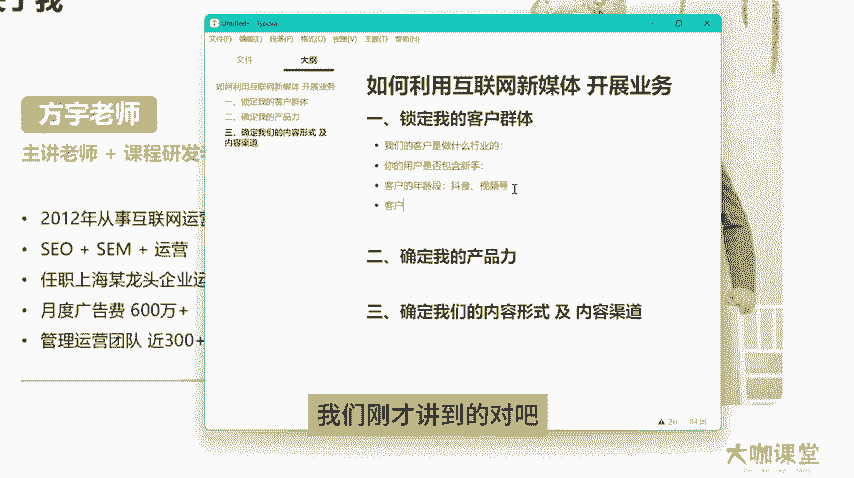 于了我
方宇老师
主讲老师 + 课程研发
2012年从事互联网运营
SEO + SEM + 运营
任职上海某龙头企业运
月度广告费 600万+
管理运营团队 近300+
文件(F) 编辑(E) 段落(P) 格式(O) 视图(V) 主题(T) 帮助(H)
文件 大纲
如何利用互联网新媒体 开展业务
一、锁定我的客户群体
二、确定我的产品力
三、确定我们的内容形式 及
内容渠道
如何利用互联网新媒体 开展业务
一、锁定我的客户群体
我们的客户是做什么行业的:
你的用户是否包含新手:
客户的年龄段：抖音、视频号
客户
二、确定我的产品力
三、确定我们的内容形式 及 内容渠道
我们刚才讲到的对吧
大咖课堂